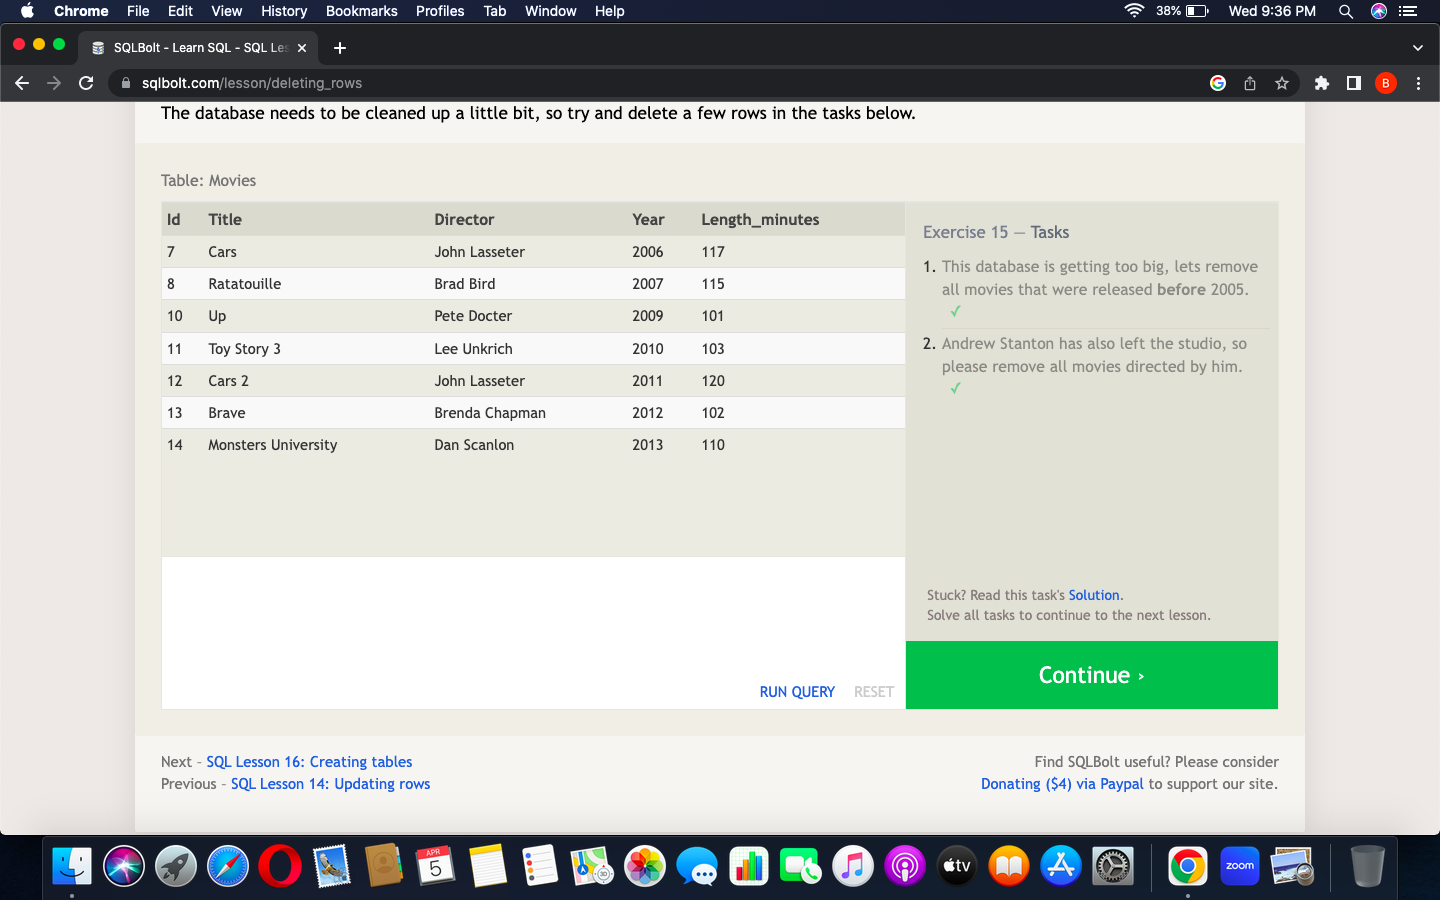 Chrome File Edit View History Bookmarks Profiles Tab Window Help 38% Wed 9:36 PM
SQLBolt - Learn SQL - SQL Les
sqlbolt.com/lesson/deleting_rows B
The database needs to be cleaned up a little bit, so try and delete a few rows in the tasks below.
Table: Movies
Id Title Director Year Length_minutes
7 Cars John Lasseter 2006 117
8 Ratatouille Brad Bird 2007 115
10 Up Pete Docter 2009 101
11 Toy Story 3 Lee Unkrich 2010 103
12 Cars 2 John Lasseter 2011 120
13 Brave Brenda Chapman 2012 102
14 Monsters University Dan Scanlon 2013 110
Exercise 15 — Tasks
1. This database is getting too big, lets remove
all movies that were released before 2005.
✓
2. Andrew Stanton has also left the studio, so
please remove all movies directed by him.
✓
Stuck? Read this task's Solution.
Solve all tasks to continue to the next lesson.
RUN QUERY RESET
Continue ›
Next – SQL Lesson 16: Creating tables
Previous – SQL Lesson 14: Updating rows
Find SQLBolt useful? Please consider
Donating ($4) via Paypal to support our site.
APR
5
3D
tv
zoom